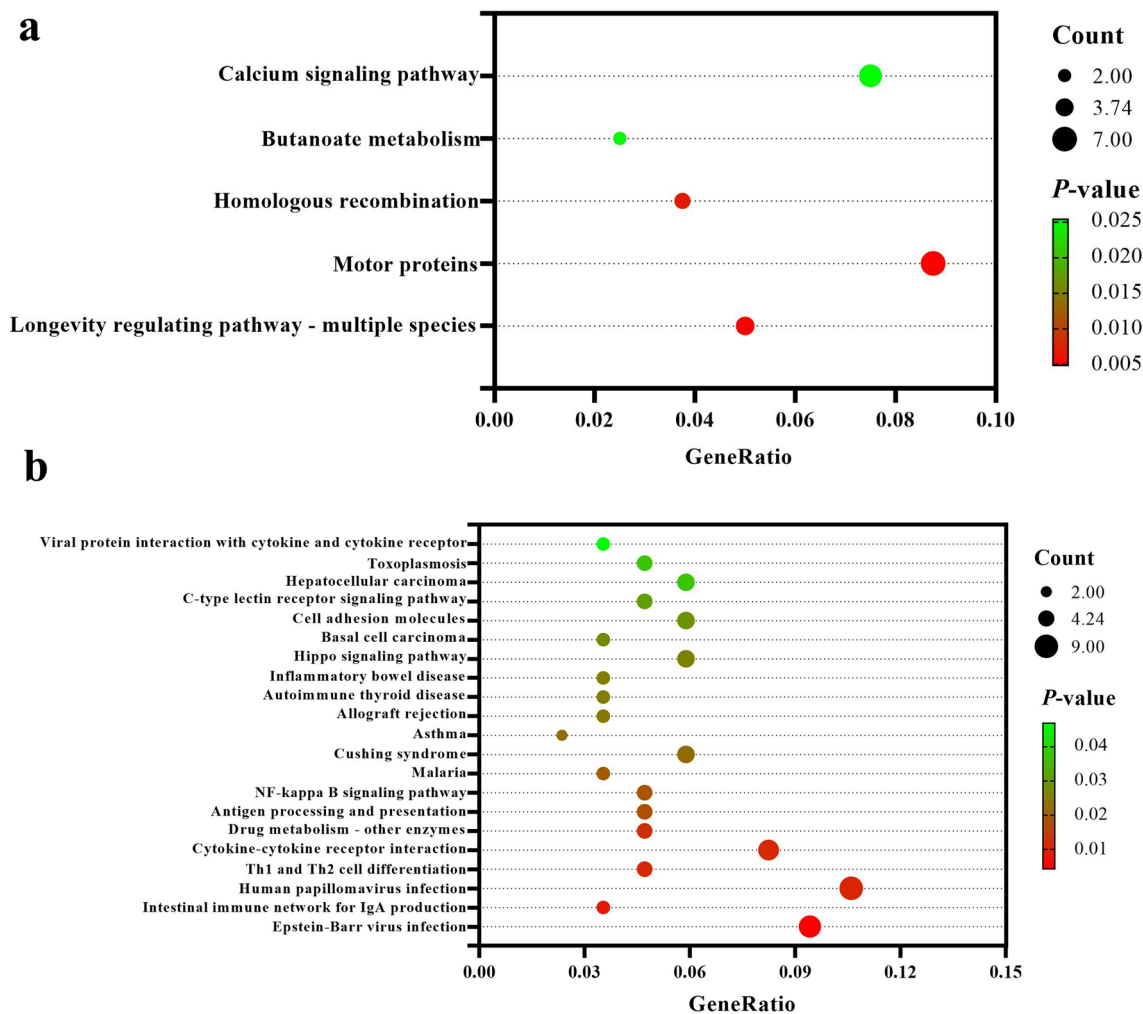 a
Calcium signaling pathway
Butanoate metabolism
Homologous recombination
Motor proteins
Longevity regulating pathway - multiple species
0.00 0.02 0.04 0.06 0.08 0.10
GeneRatio
Count
2.00
3.74
7.00
P-value
0.025
0.020
0.015
0.010
0.005
b
Viral protein interaction with cytokine and cytokine receptor
Toxoplasmosis
Hepatocellular carcinoma
C-type lectin receptor signaling pathway
Cell adhesion molecules
Basal cell carcinoma
Hippo signaling pathway
Inflammatory bowel disease
Autoimmune thyroid disease
Allograft rejection
Asthma
Cushing syndrome
Malaria
NF-kappa B signaling pathway
Antigen processing and presentation
Drug metabolism - other enzymes
Cytokine-cytokine receptor interaction
Th1 and Th2 cell differentiation
Human papillomavirus infection
Intestinal immune network for IgA production
Epstein-Barr virus infection
0.00 0.03 0.06 0.09 0.12 0.15
GeneRatio
Count
2.00
4.24
9.00
P-value
0.04
0.03
0.02
0.01